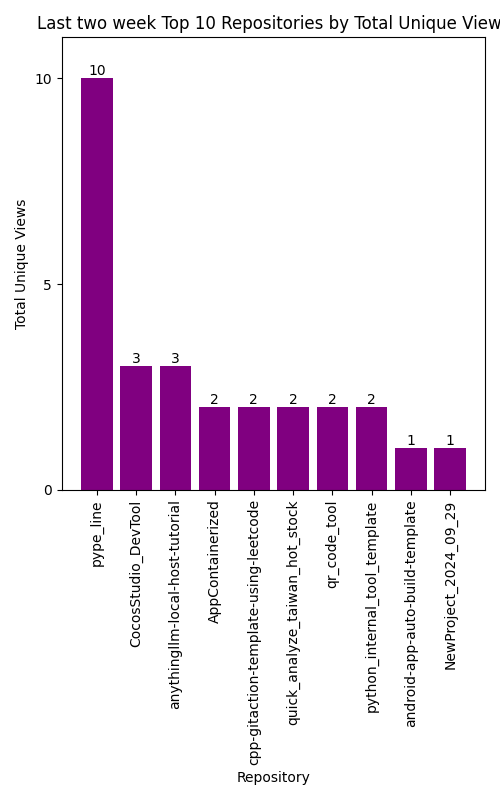 Last two week Top 10 Repositories by Total Unique View
10
10
Total Unique Views
5
3
3
2
2
2
2
2
1
1
0
pype_line
CocosStudio_DevTool
anythingllm-local-host-tutorial
AppContainerized
cpp-gitaction-template-using-leetcode
quick_analyze_taiwan_hot_stock
qr_code_tool
python_internal_tool_template
android-app-auto-build-template
NewProject_2024_09_29
Repository